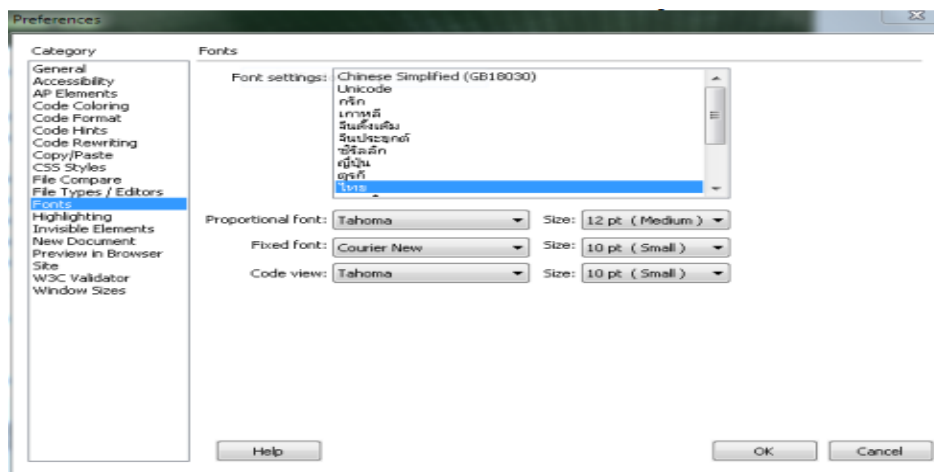 Preferences
Category
General
Accessibility
AP Elements
Code Coloring
Code Format
Code Hints
Code Rewriting
Copy/Paste
CSS Styles
File Compare
File Types / Editors
Fonts
Highlighting
Invisible Elements
New Document
Preview in Browser
Site
W3C Validator
Window Sizes
Fonts
Font settings: Chinese Simplified (GB18030)
Unicode
กรีก
เกาหลี
จีนดั้งเดิม
จีนประยุกต์
ซีริลลิก
ญี่ปุ่น
ตุรกี
ไทย
Proportional font: Tahoma Size: 12 pt ( Medium )
Fixed font: Courier New Size: 10 pt ( Small )
Code view: Tahoma Size: 10 pt ( Small )
Help OK Cancel